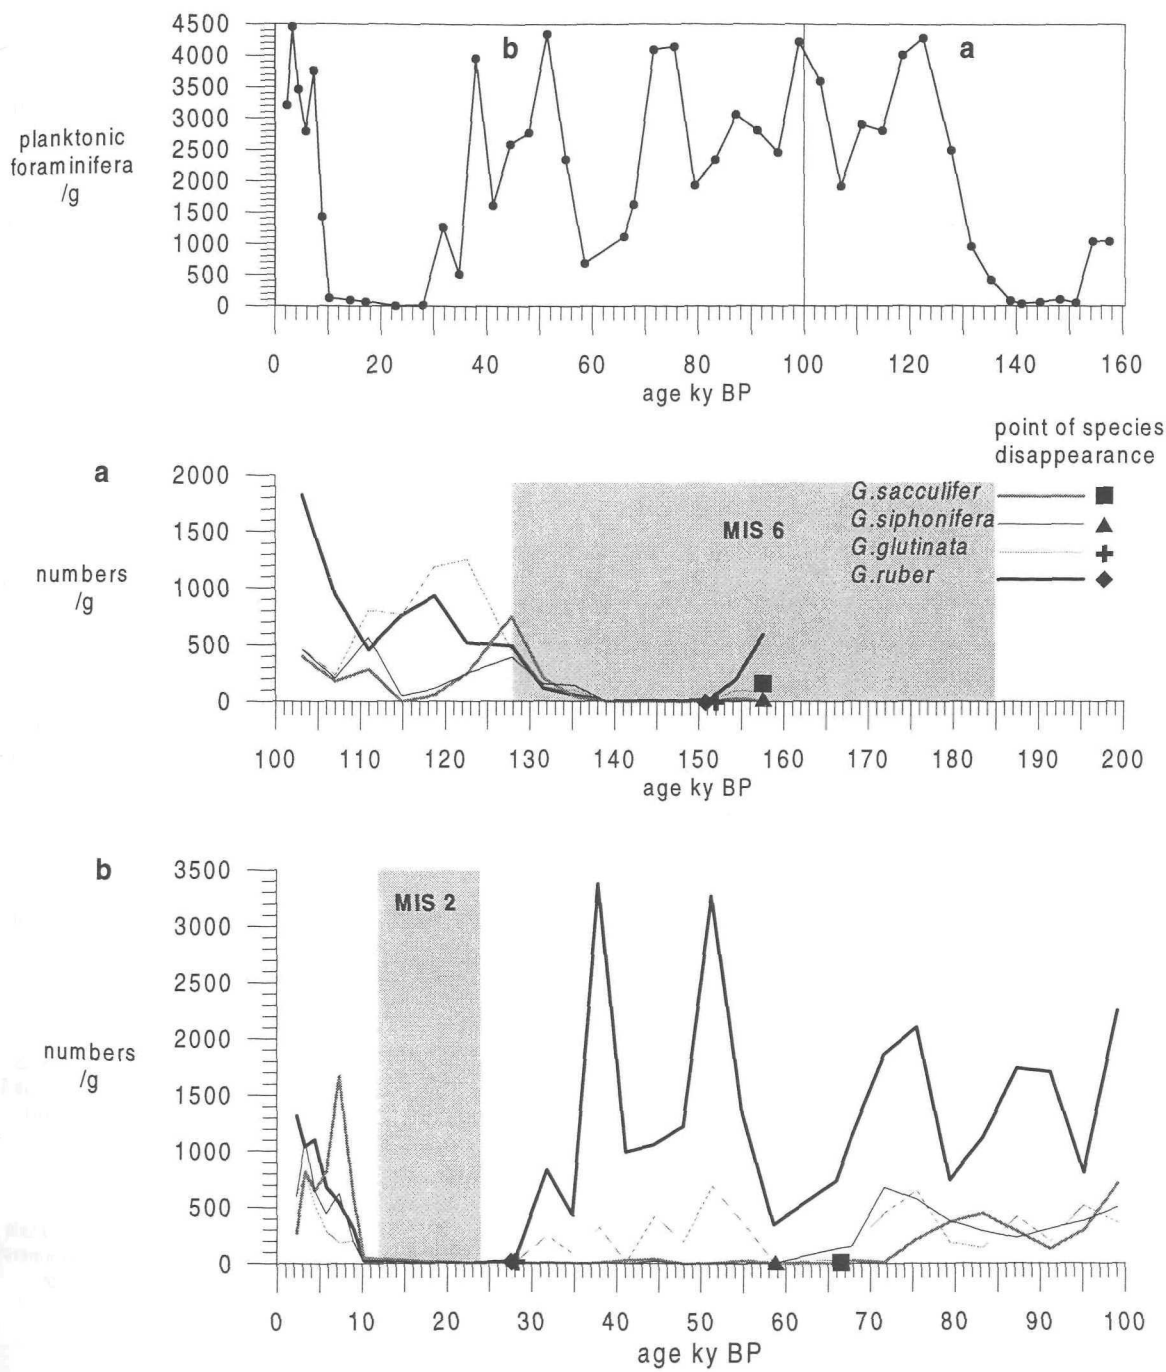 4500
4000
3500
3000
2500
2000
1500
1000
500
0
planktonic
foraminifera
/g
b
a
0 20 40 60 80 100 120 140 160
age ky BP
point of species
disappearance
a
2000
1500
1000
500
0
numbers
/g
MIS 6
G.sacculifer
G.siphonifera
G.glutinata
G.ruber
100 110 120 130 140 150 160 170 180 190 200
age ky BP
b
3500
3000
2500
2000
1500
1000
500
0
numbers
/g
MIS 2
0 10 20 30 40 50 60 70 80 90 100
age ky BP